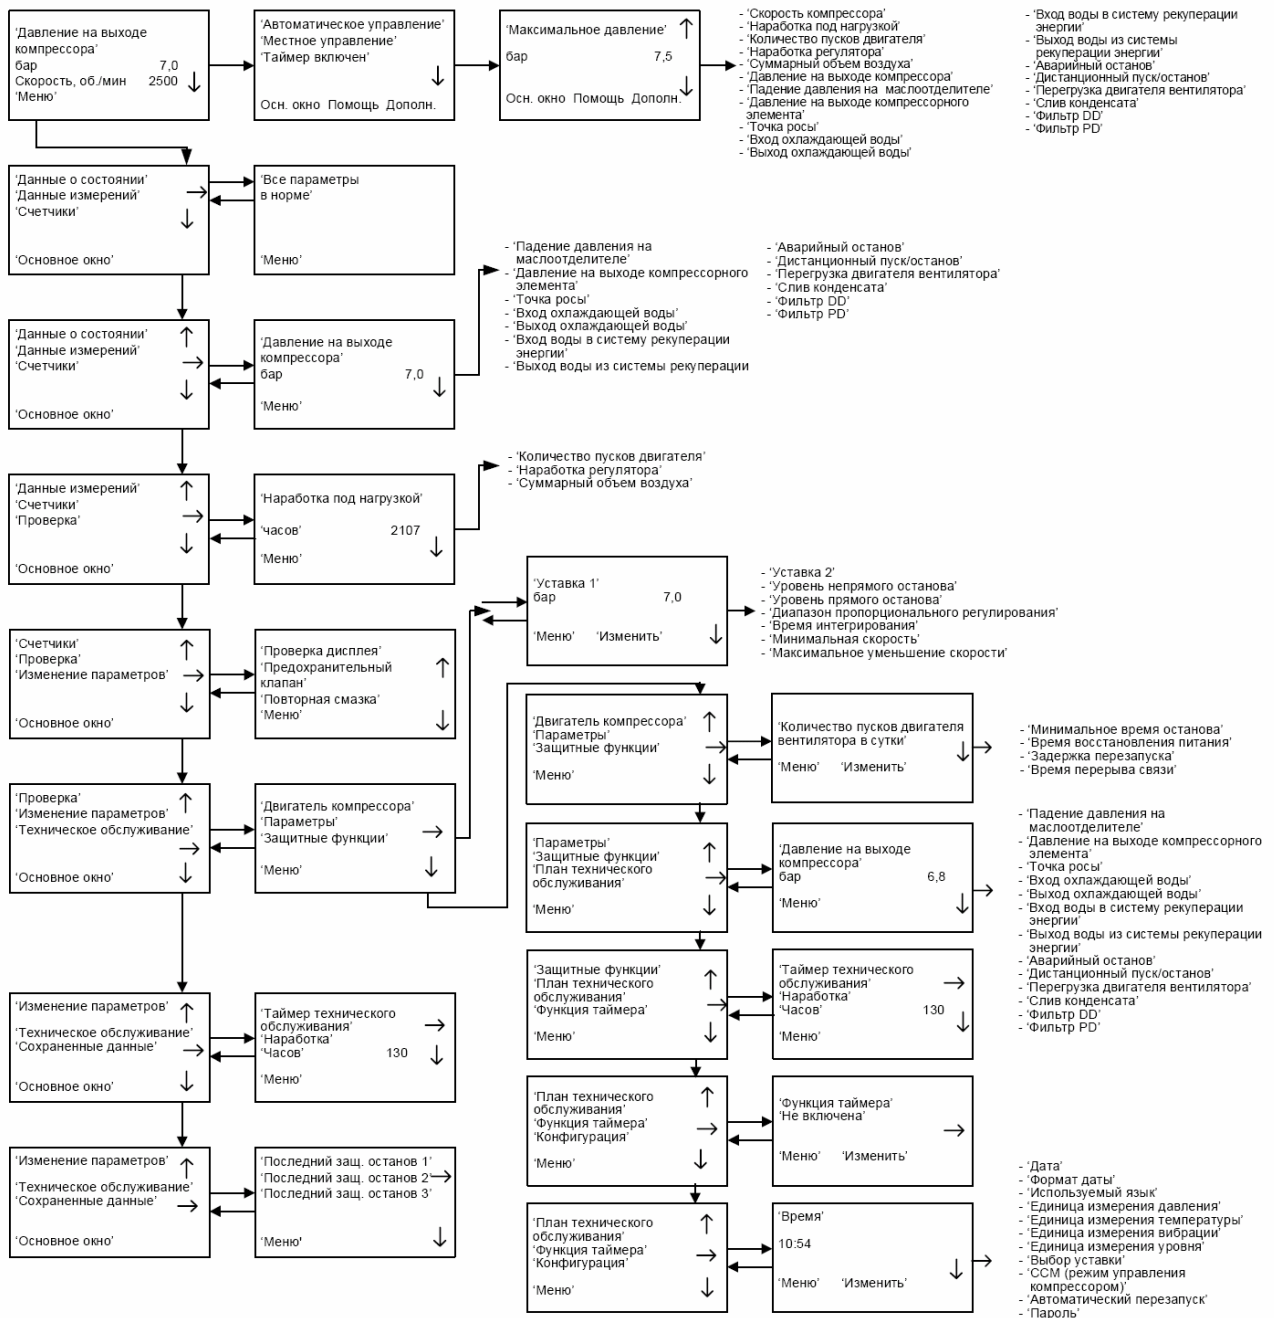 ‘Давление на выходе
компрессора’
бар 7,0
Скорость, об./мин 2500
‘Меню’
‘Автоматическое управление’
‘Местное управление’
‘Таймер включен’
Осн. окно Помощь Дополн.
‘Максимальное давление’
бар 7,5
Осн. окно Помощь Дополн.
- ‘Скорость компрессора’
- ‘Наработка под нагрузкой’
- ‘Количество пусков двигателя’
- ‘Наработка регулятора’
- ‘Суммарный объем воздуха’
- ‘Давление на выходе компрессора’
- ‘Падение давления на маслоотделителе’
- ‘Давление на выходе компрессорного
элемента’
- ‘Точка росы’
- ‘Вход охлаждающей воды’
- ‘Выход охлаждающей воды’
- ‘Вход воды в систему рекуперации
энергии’
- ‘Выход воды из системы
рекуперации энергии’
- ‘Аварийный останов’
- ‘Дистанционный пуск/останов’
- ‘Перегрузка двигателя вентилятора’
- ‘Слив конденсата’
- ‘Фильтр DD’
- ‘Фильтр PD’
‘Данные о состоянии’
‘Данные измерений’
‘Счетчики’
‘Основное окно’
‘Все параметры
в норме’
‘Меню’
‘Данные о состоянии’
‘Данные измерений’
‘Счетчики’
‘Основное окно’
‘Давление на выходе
компрессора’
бар 7,0
‘Меню’
- ‘Падение давления на
маслоотделителе’
- ‘Давление на выходе компрессорного
элемента’
- ‘Точка росы’
- ‘Вход охлаждающей воды’
- ‘Выход охлаждающей воды’
- ‘Вход воды в систему рекуперации
энергии’
- ‘Выход воды из системы рекуперации
- ‘Аварийный останов’
- ‘Дистанционный пуск/останов’
- ‘Перегрузка двигателя вентилятора’
- ‘Слив конденсата’
- ‘Фильтр DD’
- ‘Фильтр PD’
‘Данные измерений’
‘Счетчики’
‘Проверка’
‘Основное окно’
‘Наработка под нагрузкой’
‘часов’ 2107
‘Меню’
- ‘Количество пусков двигателя’
- ‘Наработка регулятора’
- ‘Суммарный объем воздуха’
‘Счетчики’
‘Проверка’
‘Изменение параметров’
‘Основное окно’
‘Проверка дисплея’
‘Предохранительный
клапан’
‘Повторная смазка’
‘Меню’
‘Уставка 1’
бар 7,0
‘Меню’ ‘Изменить’
- ‘Уставка 2’
- ‘Уровень непрямого останова’
- ‘Уровень прямого останова’
- ‘Диапазон пропорционального регулирования’
- ‘Время интегрирования’
- ‘Минимальная скорость’
- ‘Максимальное уменьшение скорости’
‘Проверка’
‘Изменение параметров’
‘Техническое обслуживание’
‘Основное окно’
‘Двигатель компрессора’
‘Параметры’
‘Защитные функции’
‘Меню’
‘Двигатель компрессора’
‘Параметры’
‘Защитные функции’
‘Меню’
‘Количество пусков двигателя
вентилятора в сутки’
‘Меню’ ‘Изменить’
- ‘Минимальное время останова’
- ‘Время восстановления питания’
- ‘Задержка перезапуска’
- ‘Время перерыва связи’
‘Параметры’
‘Защитные функции’
‘План технического
обслуживания’
‘Меню’
‘Давление на выходе
компрессора’
бар 6,8
‘Меню’
- ‘Падение давления на
маслоотделителе’
- ‘Давление на выходе компрессорного
элемента’
- ‘Точка росы’
- ‘Вход охлаждающей воды’
- ‘Выход охлаждающей воды’
- ‘Вход воды в систему рекуперации
энергии’
- ‘Выход воды из системы рекуперации
энергии’
- ‘Аварийный останов’
- ‘Дистанционный пуск/останов’
- ‘Перегрузка двигателя вентилятора’
- ‘Слив конденсата’
- ‘Фильтр DD’
- ‘Фильтр PD’
‘Изменение параметров’
‘Техническое обслуживание’
‘Сохраненные данные’
‘Основное окно’
‘Таймер технического
обслуживания’
‘Наработка’
‘Часов’ 130
‘Меню’
‘Защитные функции’
‘План технического
обслуживания’
‘Функция таймера’
‘Меню’
‘Таймер технического
обслуживания’
‘Наработка’
‘Часов’ 130
‘Меню’
‘План технического
обслуживания’
‘Функция таймера’
‘Конфигурация’
‘Меню’
‘Функция таймера’
‘Не включена’
‘Меню’ ‘Изменить’
‘Изменение параметров’
‘Техническое обслуживание’
‘Сохраненные данные’
‘Основное окно’
‘Последний защ. останов 1’
‘Последний защ. останов 2’
‘Последний защ. останов 3’
‘Меню'
‘План технического
обслуживания’
‘Функция таймера’
‘Конфигурация’
‘Меню’
‘Время’
10:54
‘Меню’ ‘Изменить’
- ‘Дата’
- ‘Формат даты’
- ‘Используемый язык’
- ‘Единица измерения давления’
- ‘Единица измерения температуры’
- ‘Единица измерения вибрации’
- ‘Единица измерения уровня’
- ‘Выбор уставки’
- ‘ССМ (режим управления
компрессором)’
- ‘Автоматический перезапуск’
- ‘Пароль’